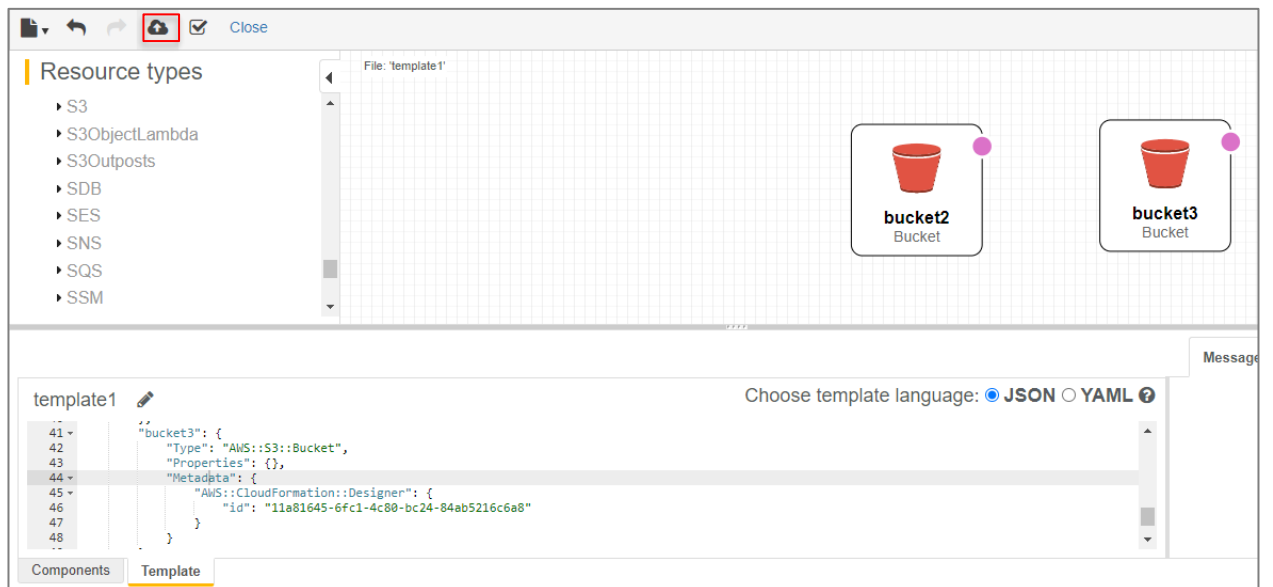 Close
Resource types
S3
S3ObjectLambda
S3Outposts
SDB
SES
SNS
SQS
SSM
File: 'template1'
bucket2
Bucket
bucket3
Bucket
Message
template1
Choose template language: JSON YAML
41 "bucket3": {
42 "Type": "AWS::S3::Bucket",
43 "Properties": {},
44 "Metadata": {
45 "AWS::CloudFormation::Designer": {
46 "id": "11a81645-6fc1-4c80-bc24-84ab5216c6a8"
47 }
48 }
Components Template